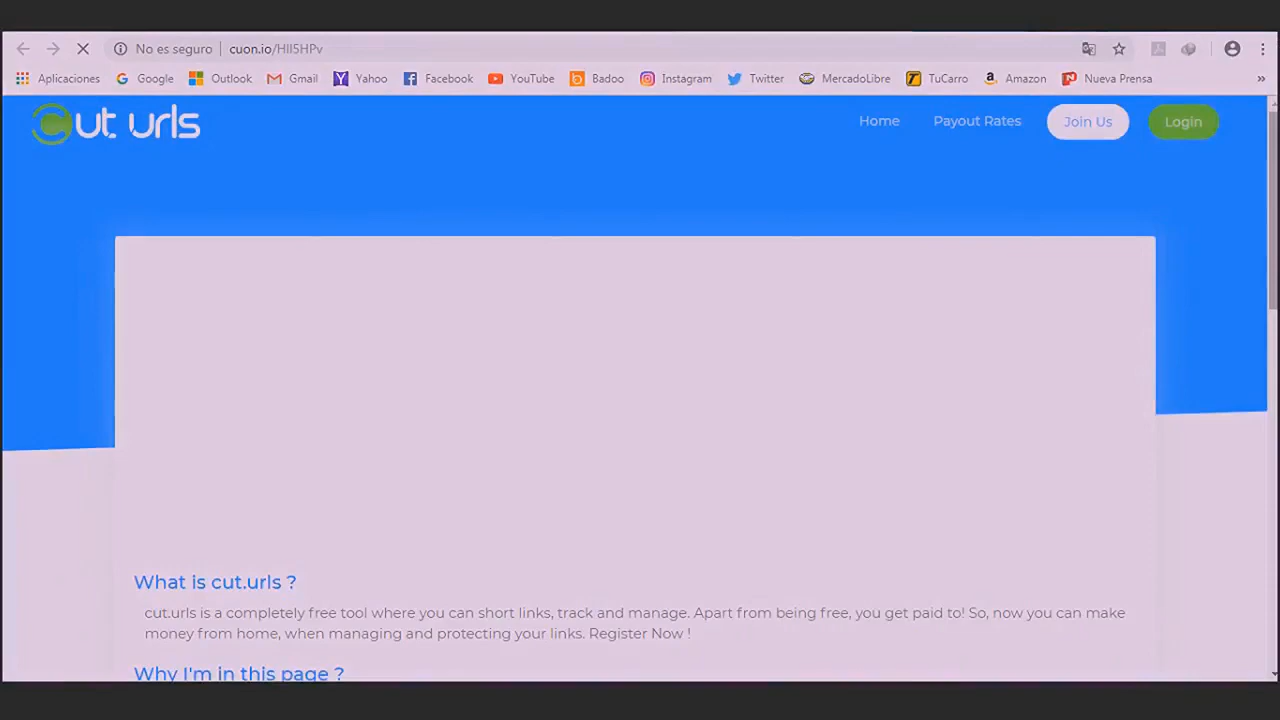 No es seguro cuon.io/HlI5HPv
Aplicaciones Google Outlook Gmail Yahoo Facebook YouTube Badoo Instagram Twitter MercadoLibre TuCarro Amazon Nueva Prensa »
cut urls Home Payout Rates Join Us Login
What is cut.urls ?
cut.urls is a completely free tool where you can short links, track and manage. Apart from being free, you get paid to! So, now you can make
money from home, when managing and protecting your links. Register Now !
Why I'm in this page ?